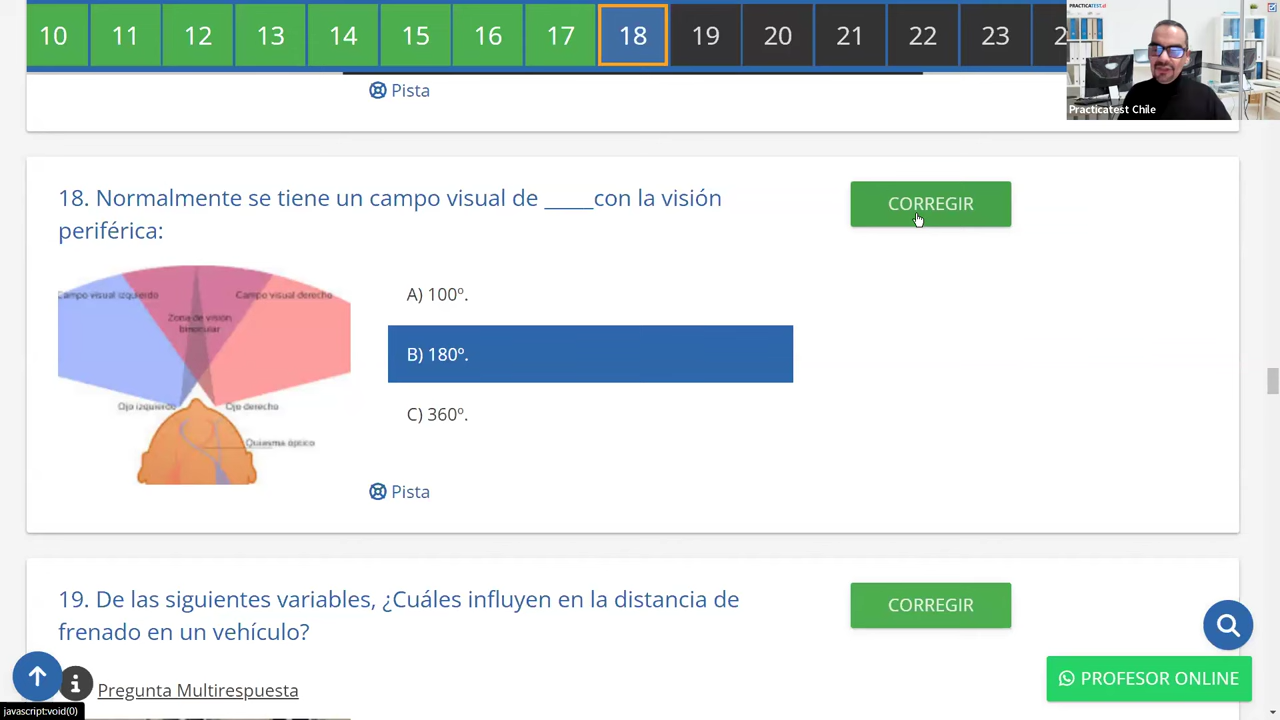 10 11 12 13 14 15 16 17 18 19 20 21 22 23 2
PRACTICATEST.cl
Practicatest Chile
Pista
18. Normalmente se tiene un campo visual de _____con la visión
periférica:
CORREGIR
Campo visual izquierdo
Campo visual derecho
Zona de visión
binocular
Ojo izquierdo
Ojo derecho
Quiasma óptico
A) 100º.
B) 180º.
C) 360º.
Pista
19. De las siguientes variables, ¿Cuáles influyen en la distancia de
frenado en un vehículo?
CORREGIR
Pregunta Multirespuesta
PROFESOR ONLINE
javascript:void(0)